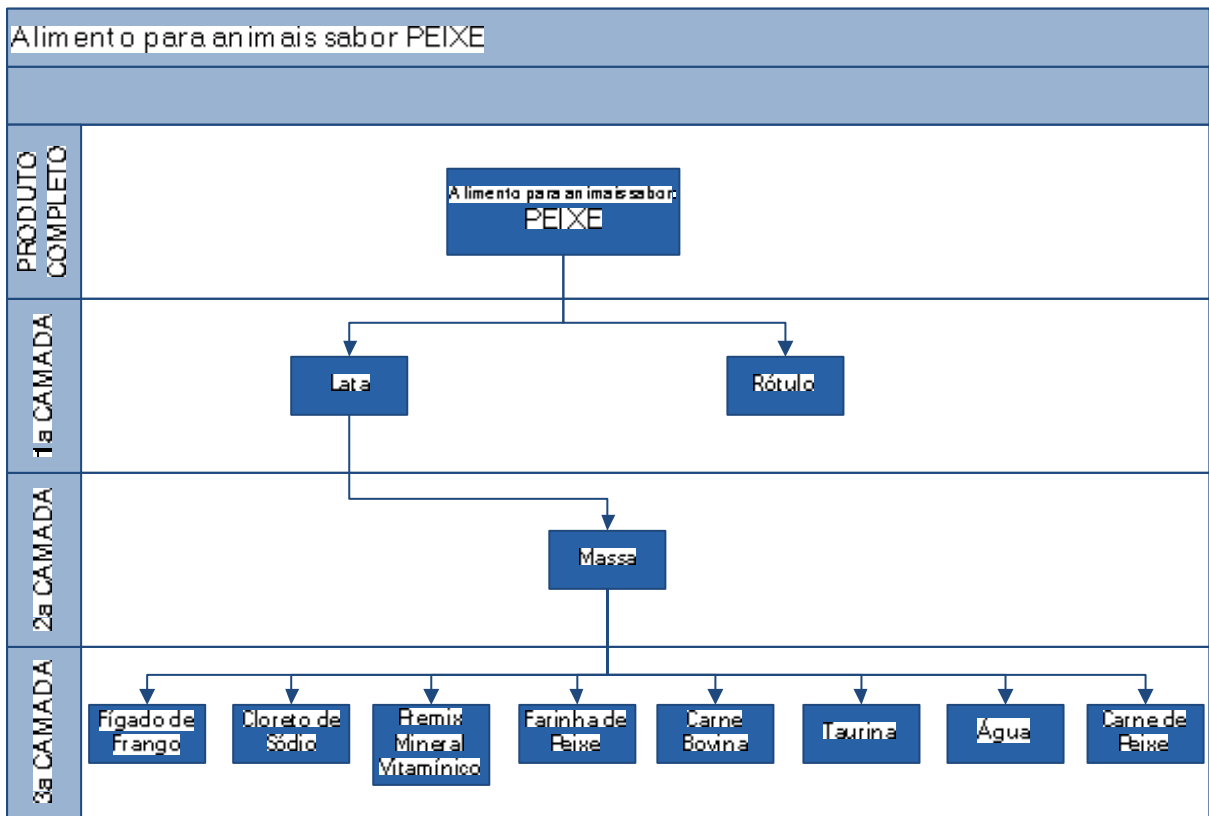 Alimento para animais sabor PEIXE
PRODUTO
COMPLETO
Alimento para animais sabor
PEIXE
1a CAMADA
Lata
Rótulo
2a CAMADA
Massa
3a CAMADA
Fígado de
Frango
Cloreto de
Sódio
Premix
Mineral
Vitamínico
Farinha de
Peixe
Carne
Bovina
Taurina
Água
Carne de
Peixe